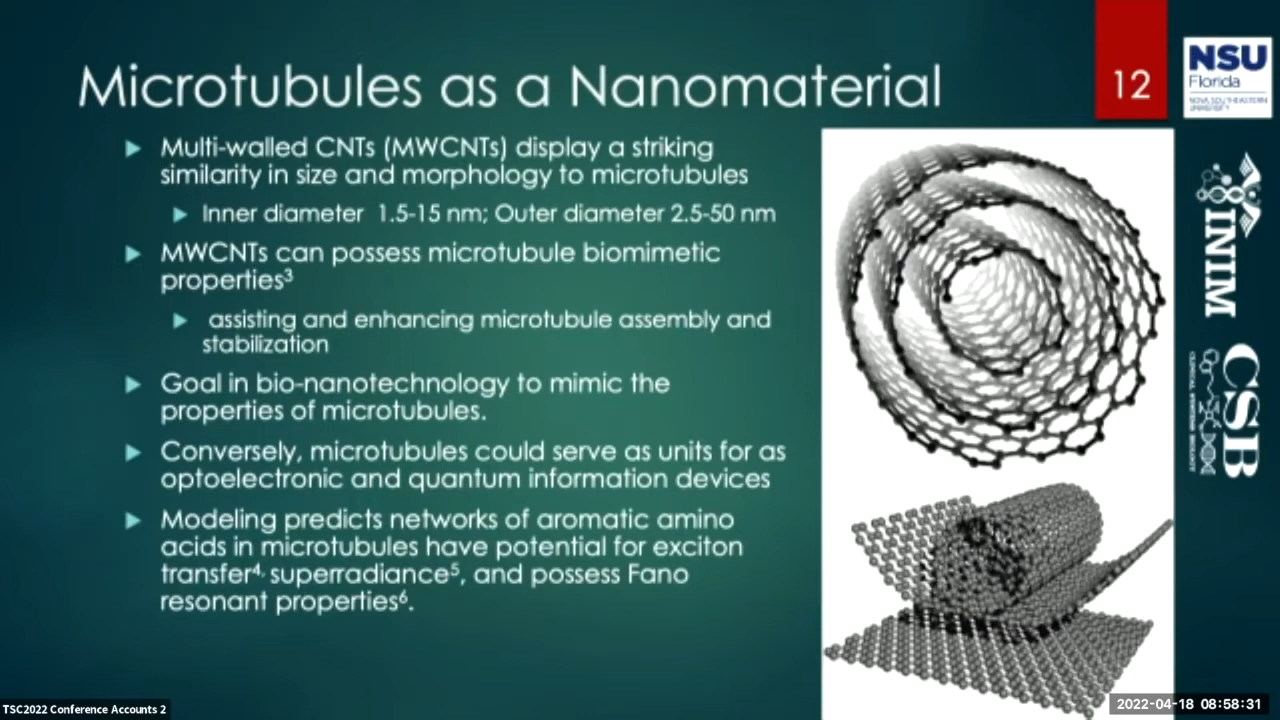 Microtubules as a Nanomaterial
12
Multi-walled CNTs (MWCNTs) display a striking
similarity in size and morphology to microtubules
Inner diameter 1.5-15 nm; Outer diameter 2.5-50 nm
MWCNTs can possess microtubule biomimetic
properties³
assisting and enhancing microtubule assembly and
stabilization
Goal in bio-nanotechnology to mimic the
properties of microtubules.
Conversely, microtubules could serve as units for as
optoelectronic and quantum information devices
Modeling predicts networks of aromatic amino
acids in microtubules have potential for exciton
transfer⁴, superradiance⁵, and possess Fano
resonant properties⁶.
NSU
Florida
NOVA SOUTHEASTERN
UNIVERSITY
INIM
CSB
TSC2022 Conference Accounts 2
2022-04-18 08:58:31